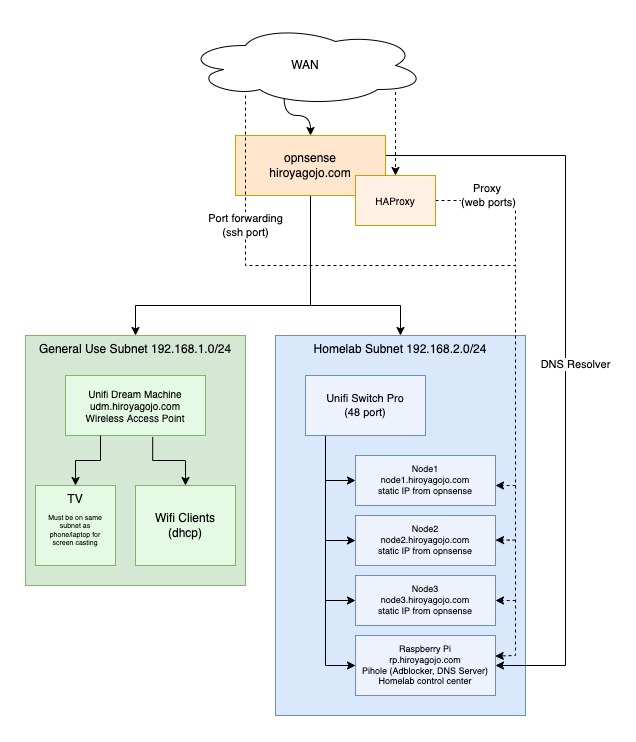 WAN
opnsense
hiroyagojo.com
HAProxy
Proxy
(web ports)
Port forwarding
(ssh port)
DNS Resolver
General Use Subnet 192.168.1.0/24
Unifi Dream Machine
udm.hiroyagojo.com
Wireless Access Point
TV
Must be on same
subnet as
phone/laptop for
screen casting
Wifi Clients
(dhcp)
Homelab Subnet 192.168.2.0/24
Unifi Switch Pro
(48 port)
Node1
node1.hiroyagojo.com
static IP from opnsense
Node2
node2.hiroyagojo.com
static IP from opnsense
Node3
node3.hiroyagojo.com
static IP from opnsense
Raspberry Pi
rp.hiroyagojo.com
Pihole (Adblocker, DNS Server)
Homelab control center